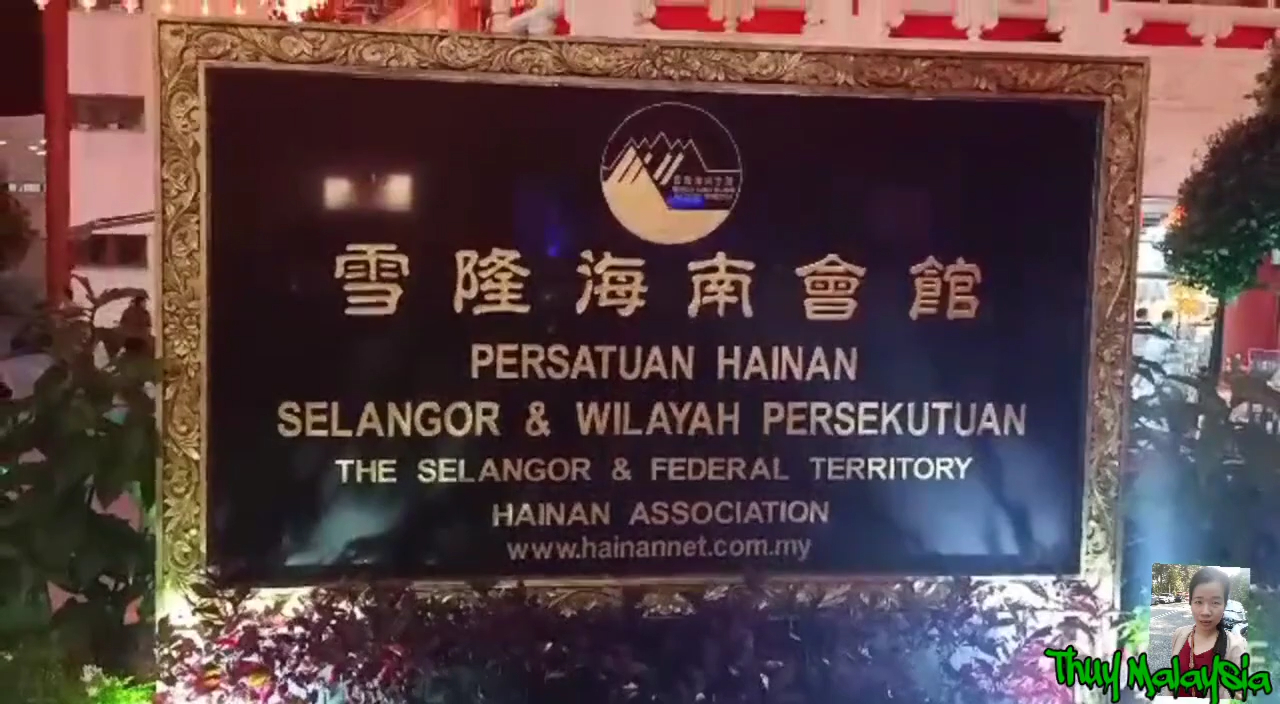 雪隆海南會館
PERSATUAN HAINAN
SELANGOR & WILAYAH PERSEKUTUAN
THE SELANGOR & FEDERAL TERRITORY
HAINAN ASSOCIATION
www.hainannet.com.my
Thuy Malaysia